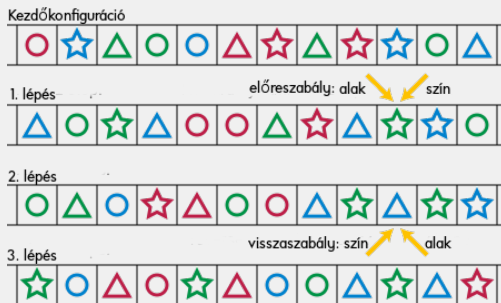 Kezdőkonfiguráció
1. lépés
előreszabály: alak
szín
2. lépés
visszaszabály: szín
alak
3. lépés